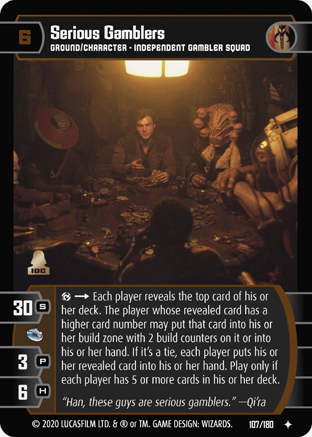 6
Serious Gamblers
GROUND/CHARACTER - INDEPENDENT GAMBLER SQUAD
IDC
30 S
3 P
6 H
→ Each player reveals the top card of his or
her deck. The player whose revealed card has a
higher card number may put that card into his or
her build zone with 2 build counters on it or into
his or her hand. If it's a tie, each player puts his or
her revealed card into his or her hand. Play only if
each player has 5 or more cards in his or her deck.
"Han, these guys are serious gamblers." —Qi'ra
© 2020 LUCASFILM LTD. & ® or TM. GAME DESIGN: WIZARDS. 107/180